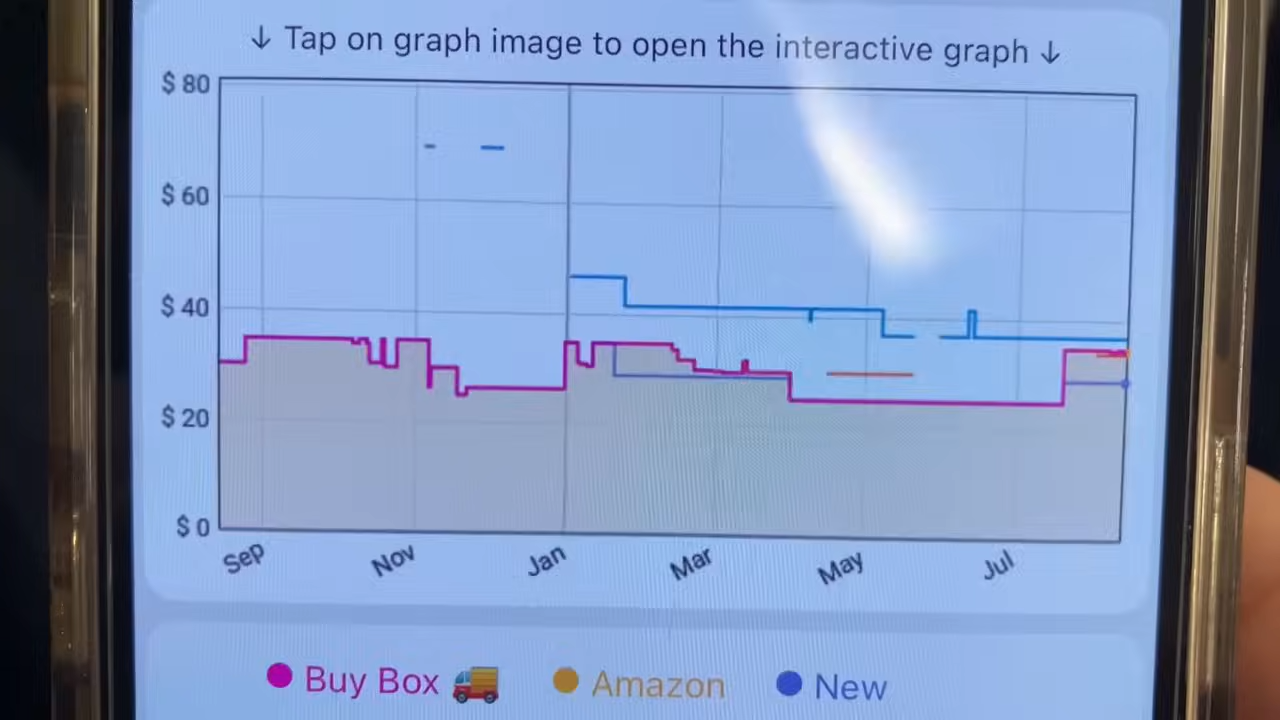 ↓ Tap on graph image to open the interactive graph ↓
$ 80
$ 60
$ 40
$ 20
$ 0
Sep Nov Jan Mar May Jul
Buy Box 🚚 Amazon New